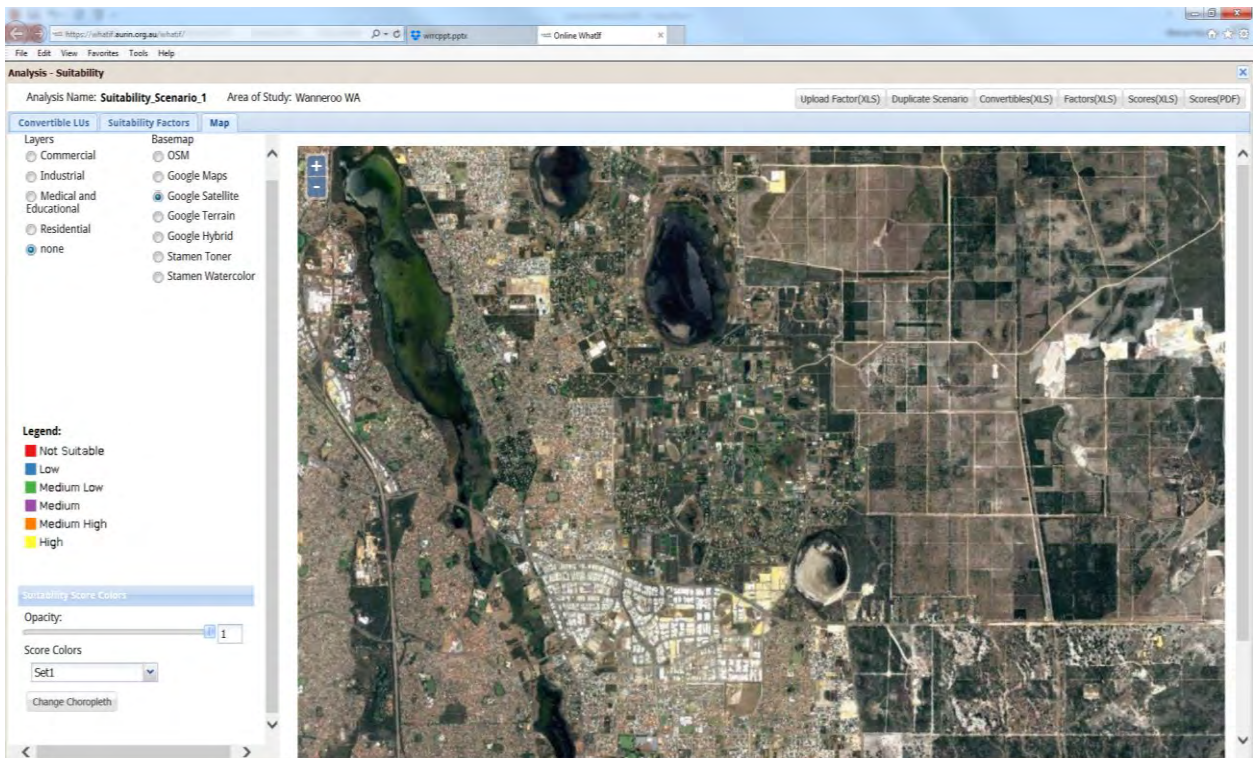 https://whatif.aurin.org.au/whatif/
wircppt.pptx
Online WhatIf
File Edit View Favorites Tools Help
Analysis - Suitability
Analysis Name: Suitability_Scenario_1 Area of Study: Wanneroo WA
Upload Factor(XLS) Duplicate Scenario Convertibles(XLS) Factors(XLS) Scores(XLS) Scores(PDF)
Convertible LUs Suitability Factors Map
Layers
Commercial
Industrial
Medical and
Educational
Residential
none
Basemap
OSM
Google Maps
Google Satellite
Google Terrain
Google Hybrid
Stamen Toner
Stamen Watercolor
+
-
Legend:
Not Suitable
Low
Medium Low
Medium
Medium High
High
Suitability Score Colors
Opacity:
1
Score Colors
Set1
Change Choropleth